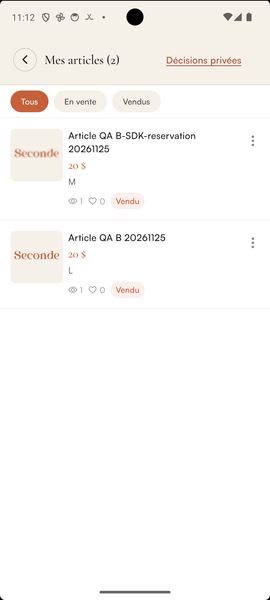 11:12
Mes articles (2)
Décisions privées
Tous
En vente
Vendus
Seconde
Article QA B-SDK-reservation
20261125
20 $
M
1
0
Vendu
Seconde
Article QA B 20261125
20 $
L
1
0
Vendu